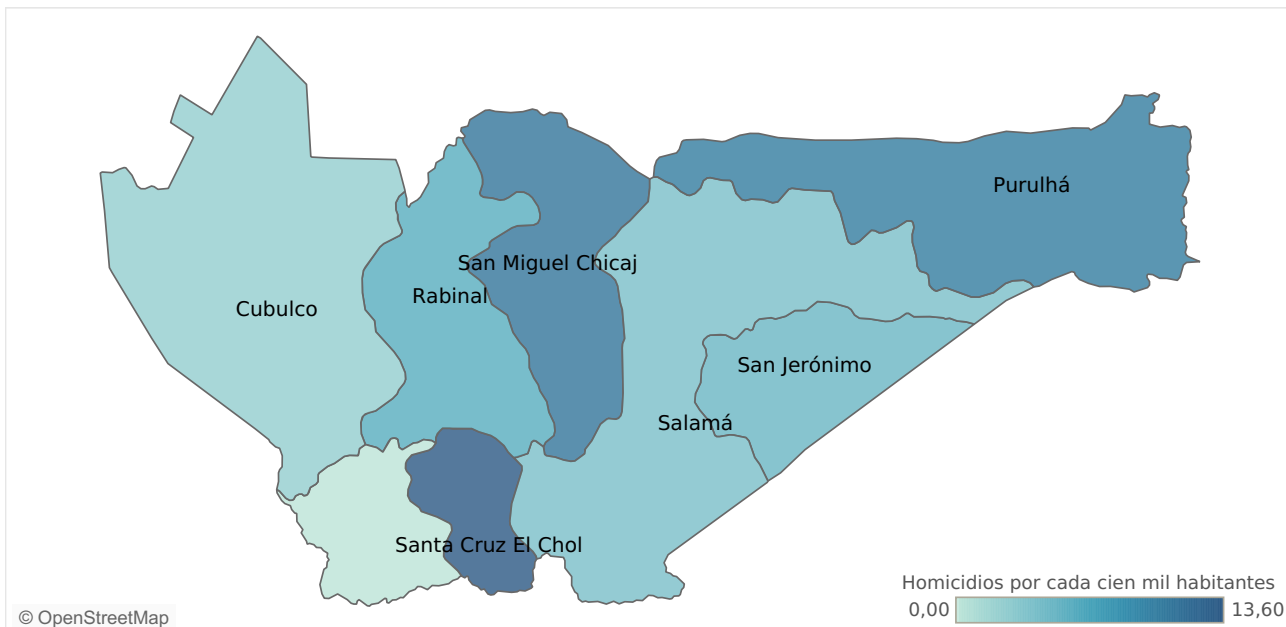 Purulhá
San Miguel Chicaj
Rabinal
Cubulco
San Jerónimo
Salamá
Santa Cruz El Chol
Homicidios por cada cien mil habitantes
0,00 13,60
© OpenStreetMap